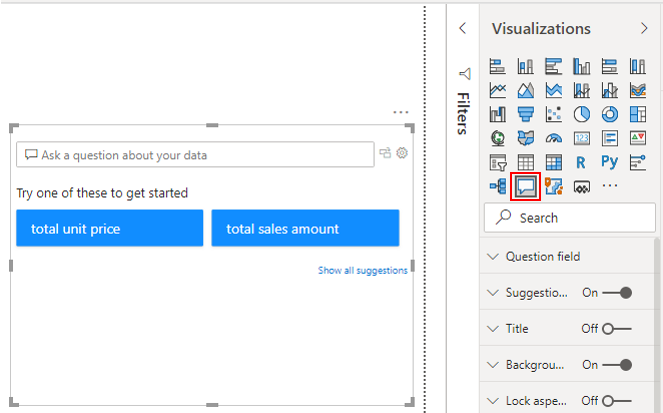 Visualizations
Filters
Ask a question about your data
Try one of these to get started
total unit price
total sales amount
Show all suggestions
123
R
Py
Search
Question field
Suggestio... On
Title Off
Backgrou... On
Lock aspe... Off